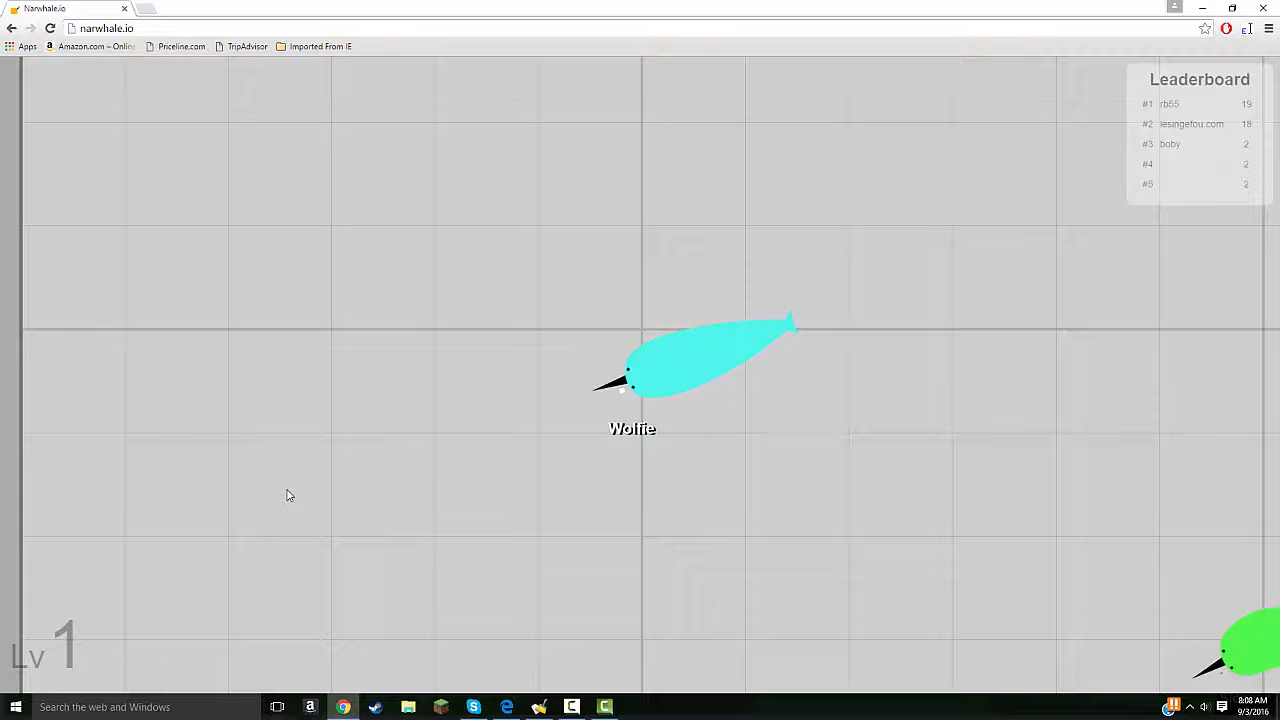 Narwhale.io
narwhale.io
Apps Amazon.com – Onlin Priceline.com TripAdvisor Imported From IE
Leaderboard
#1 rb55 19
#2 lesingefou.com 18
#3 boby 2
#4 2
#5 2
Wolfie
Lv 1
Search the web and Windows
8:08 AM
9/3/2016